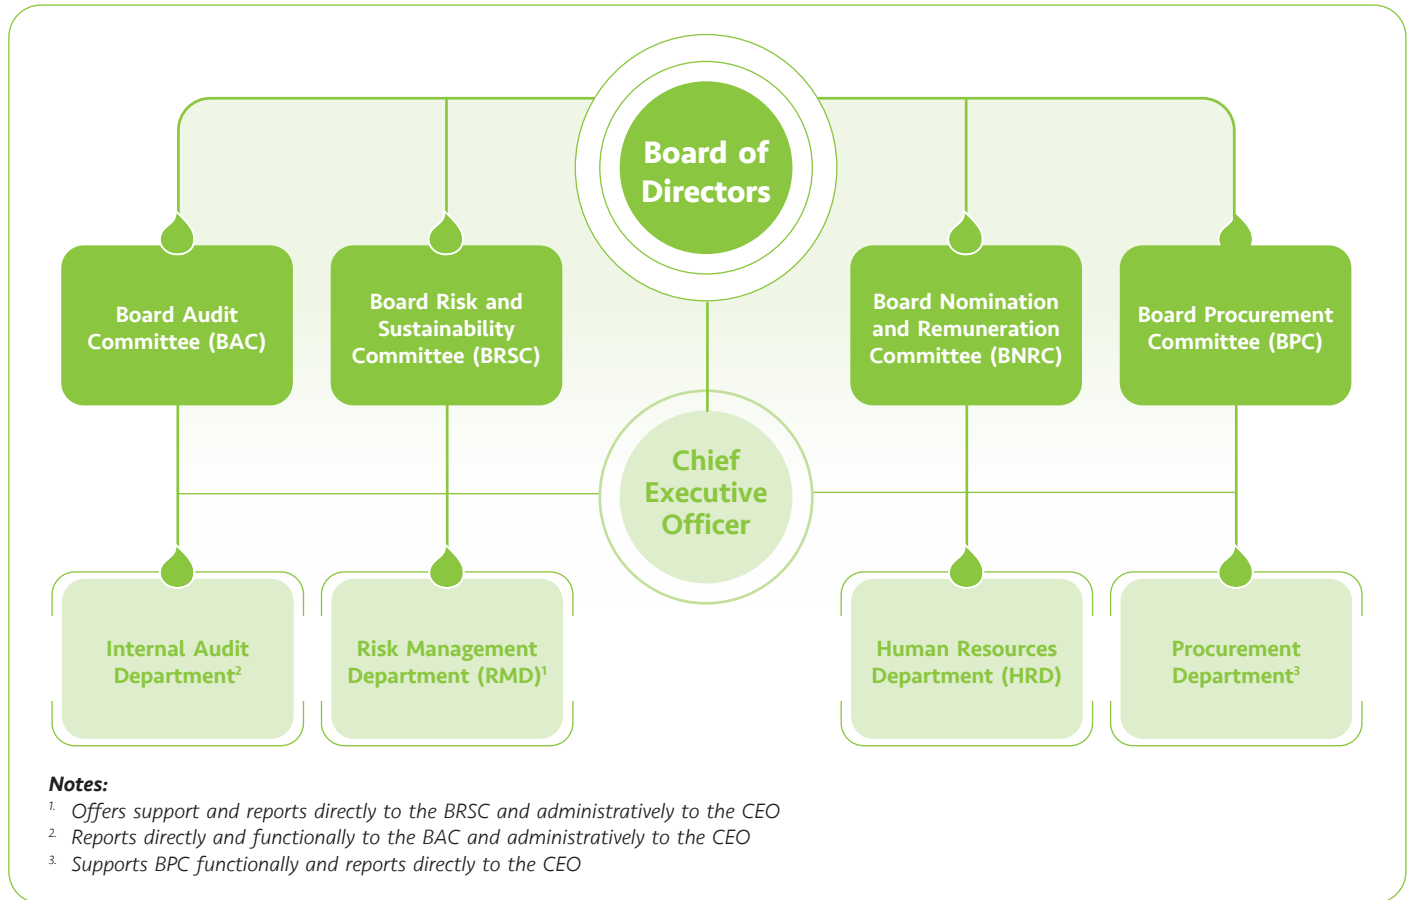 Board of
Directors
Board Audit
Committee (BAC)
Board Risk and
Sustainability
Committee (BRSC)
Board Nomination
and Remuneration
Committee (BNRC)
Board Procurement
Committee (BPC)
Chief
Executive
Officer
Internal Audit
Department²
Risk Management
Department (RMD)¹
Human Resources
Department (HRD)
Procurement
Department³
Notes:
1. Offers support and reports directly to the BRSC and administratively to the CEO
2. Reports directly and functionally to the BAC and administratively to the CEO
3. Supports BPC functionally and reports directly to the CEO